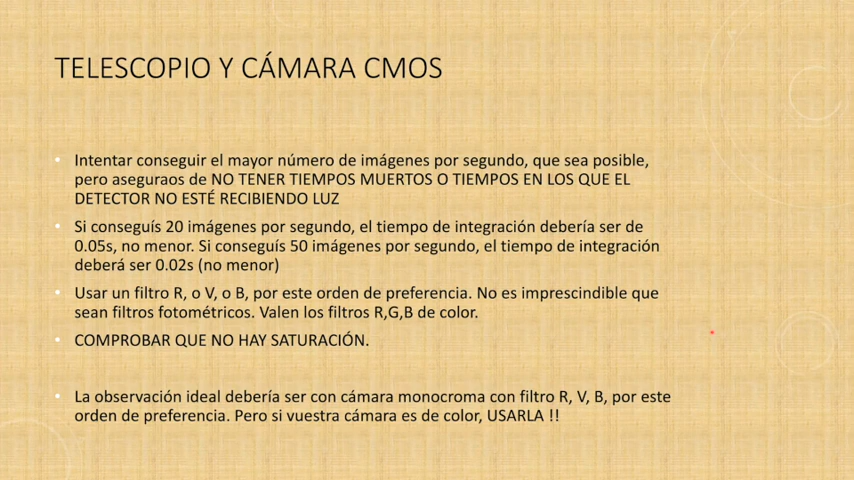 TELESCOPIO Y CÁMARA CMOS
• Intentar conseguir el mayor número de imágenes por segundo, que sea posible,
pero aseguraos de NO TENER TIEMPOS MUERTOS O TIEMPOS EN LOS QUE EL
DETECTOR NO ESTÉ RECIBIENDO LUZ
• Si conseguís 20 imágenes por segundo, el tiempo de integración debería ser de
0.05s, no menor. Si conseguís 50 imágenes por segundo, el tiempo de integración
deberá ser 0.02s (no menor)
• Usar un filtro R, o V, o B, por este orden de preferencia. No es imprescindible que
sean filtros fotométricos. Valen los filtros R,G,B de color.
• COMPROBAR QUE NO HAY SATURACIÓN.
• La observación ideal debería ser con cámara monocroma con filtro R, V, B, por este
orden de preferencia. Pero si vuestra cámara es de color, USARLA !!